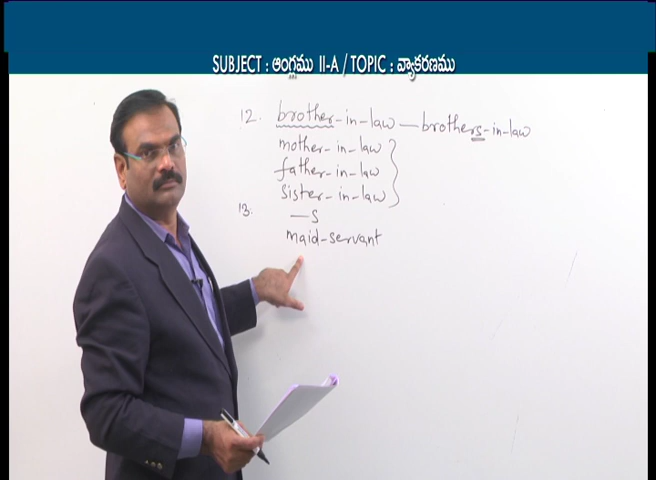 SUBJECT : ఆంగ్లము II-A / TOPIC : వ్యాకరణము
12. brother-in-law — brothers-in-law
mother-in-law
father-in-law
sister-in-law
13. —s
maid-servant